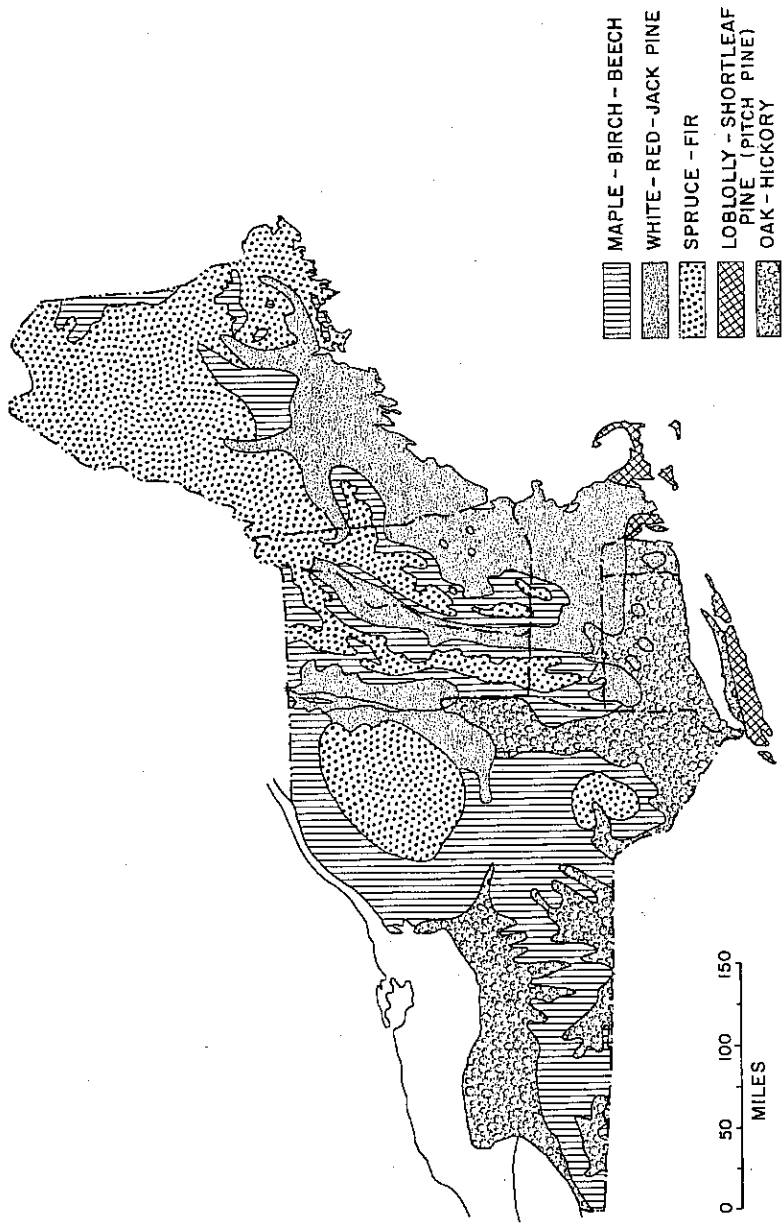 MAPLE - BIRCH - BEECH
WHITE - RED - JACK PINE
SPRUCE - FIR
LOBLOLLY - SHORTLEAF
PINE (PITCH PINE)
OAK - HICKORY
0 50 100 150
MILES